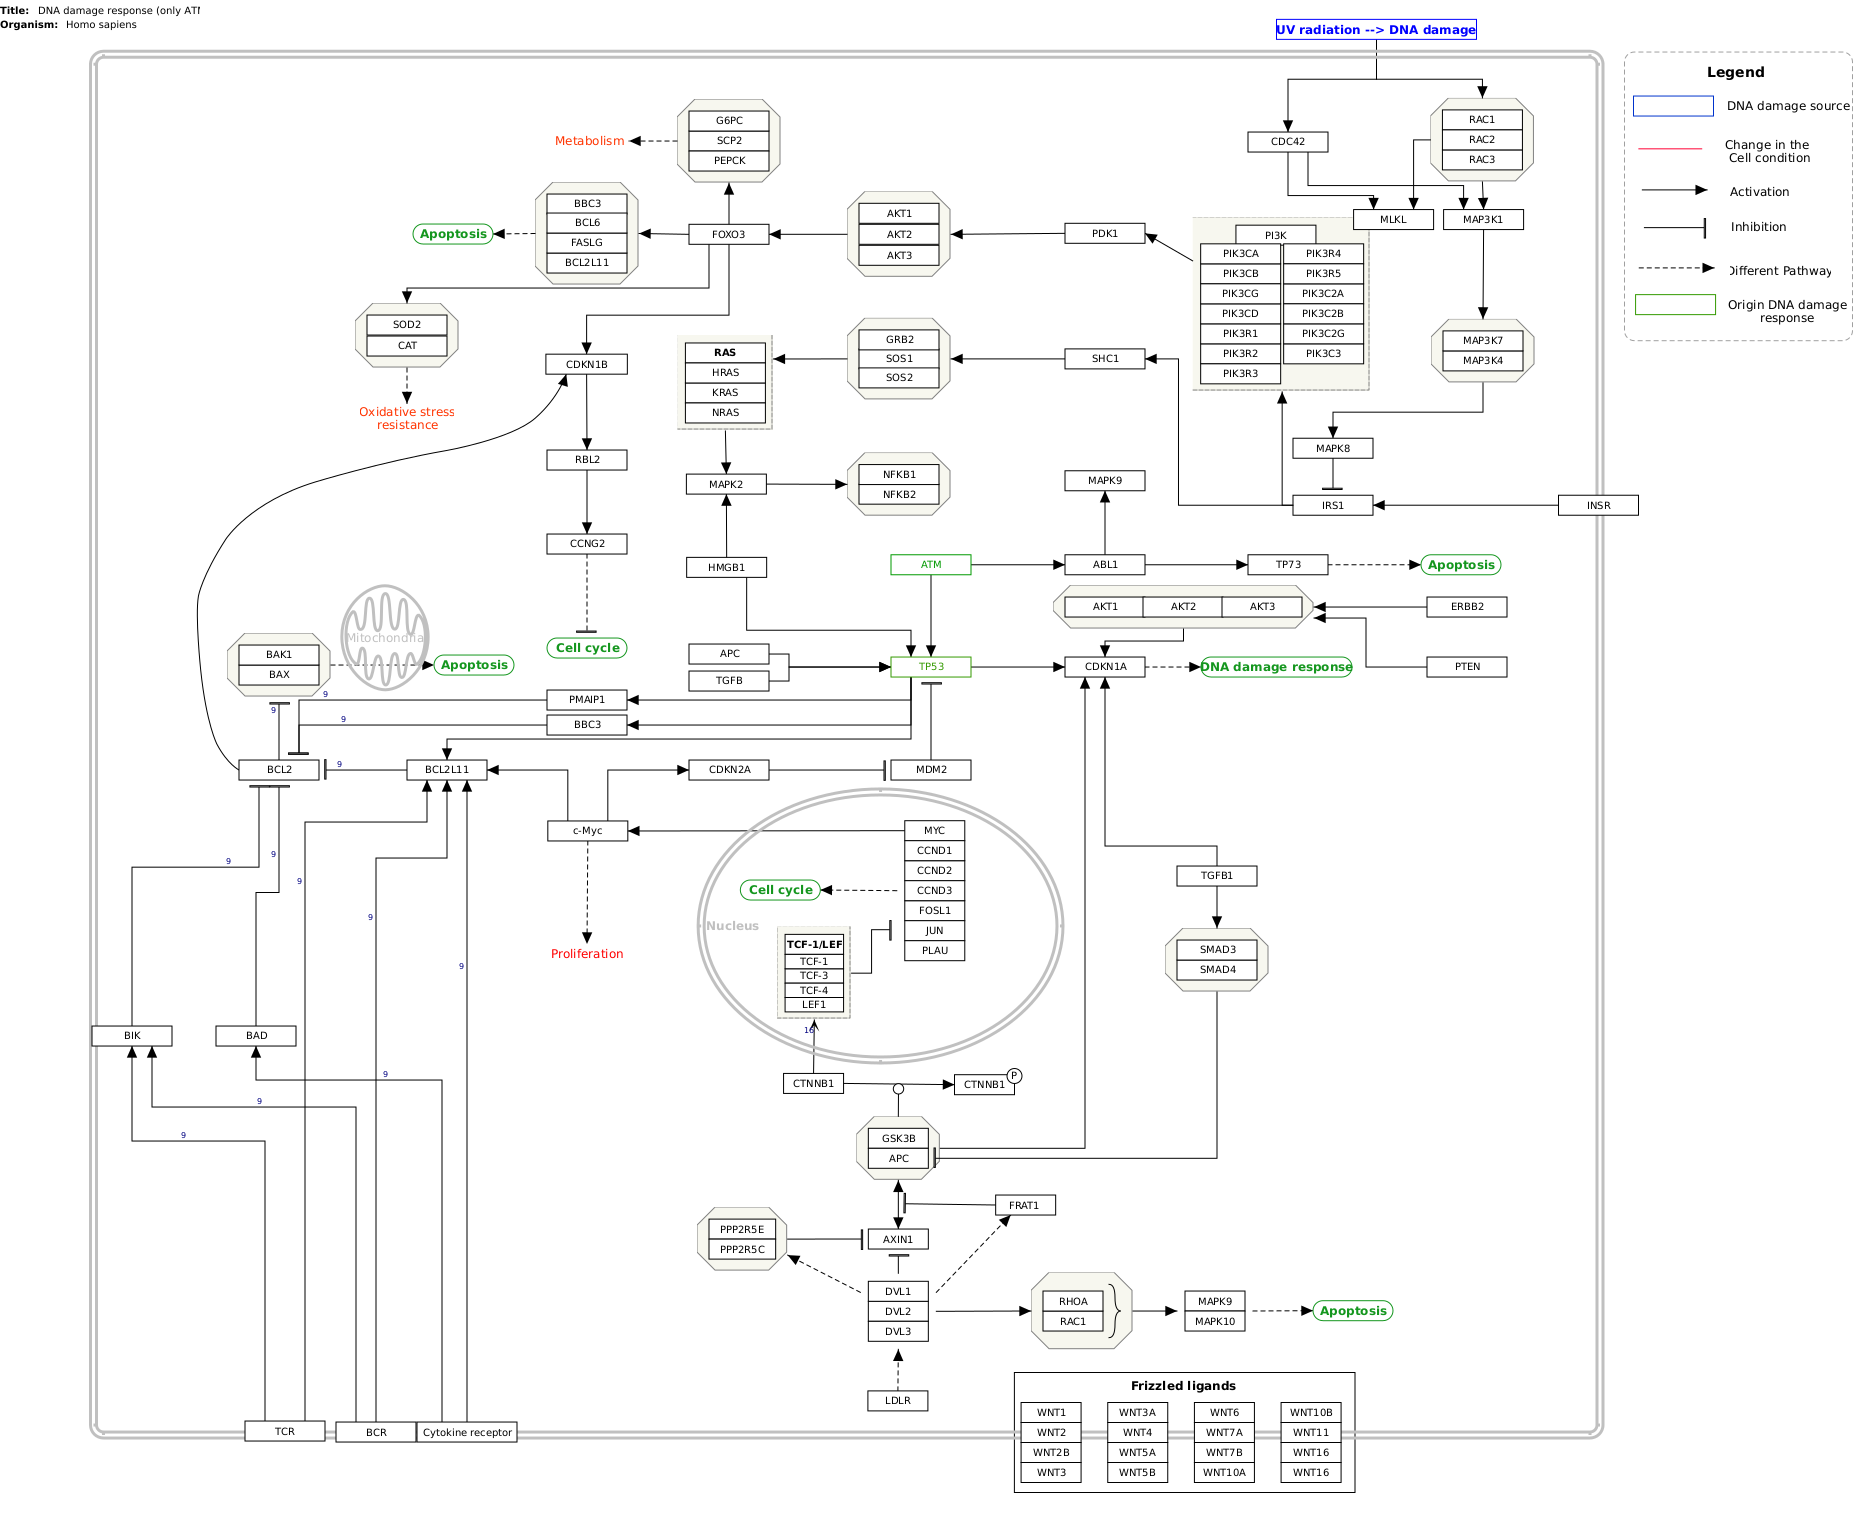 Title: DNA damage response (only ATM
Organism: Homo sapiens
UV radiation --> DNA damage
Legend
DNA damage source
Change in the
Cell condition
Activation
Inhibition
Different Pathway
Origin DNA damage
response
G6PC
SCP2
PEPCK
Metabolism
BBC3
BCL6
FASLG
BCL2L11
Apoptosis
FOXO3
AKT1
AKT2
AKT3
PDK1
CDC42
RAC1
RAC2
RAC3
MLKL
MAP3K1
PI3K
PIK3CA
PIK3CB
PIK3CG
PIK3CD
PIK3R1
PIK3R2
PIK3R3
PIK3R4
PIK3R5
PIK3C2A
PIK3C2B
PIK3C2G
PIK3C3
SOD2
CAT
Oxidative stress
resistance
CDKN1B
RAS
HRAS
KRAS
NRAS
GRB2
SOS1
SOS2
SHC1
MAP3K7
MAP3K4
MAPK8
RBL2
MAPK2
NFKB1
NFKB2
MAPK9
IRS1
INSR
CCNG2
HMGB1
ATM
ABL1
TP73
Apoptosis
AKT1
AKT2
AKT3
ERBB2
Mitochondria
BAK1
BAX
Apoptosis
Cell cycle
APC
TGFB
TP53
CDKN1A
DNA damage response
PTEN
9
9
9
PMAIP1
BBC3
BCL2
9
BCL2L11
CDKN2A
MDM2
c-Myc
MYC
CCND1
CCND2
CCND3
FOSL1
JUN
PLAU
Cell cycle
Nucleus
TCF-1/LEF
TCF-1
TCF-3
TCF-4
LEF1
16
9
9
9
9
9
Proliferation
TGFB1
SMAD3
SMAD4
BIK
BAD
9
9
9
CTNNB1
CTNNB1
P
GSK3B
APC
FRAT1
PPP2R5E
PPP2R5C
AXIN1
DVL1
DVL2
DVL3
RHOA
RAC1
MAPK9
MAPK10
Apoptosis
LDLR
TCR
BCR
Cytokine receptor
Frizzled ligands
WNT1
WNT2
WNT2B
WNT3
WNT3A
WNT4
WNT5A
WNT5B
WNT6
WNT7A
WNT7B
WNT10A
WNT10B
WNT11
WNT16
WNT16